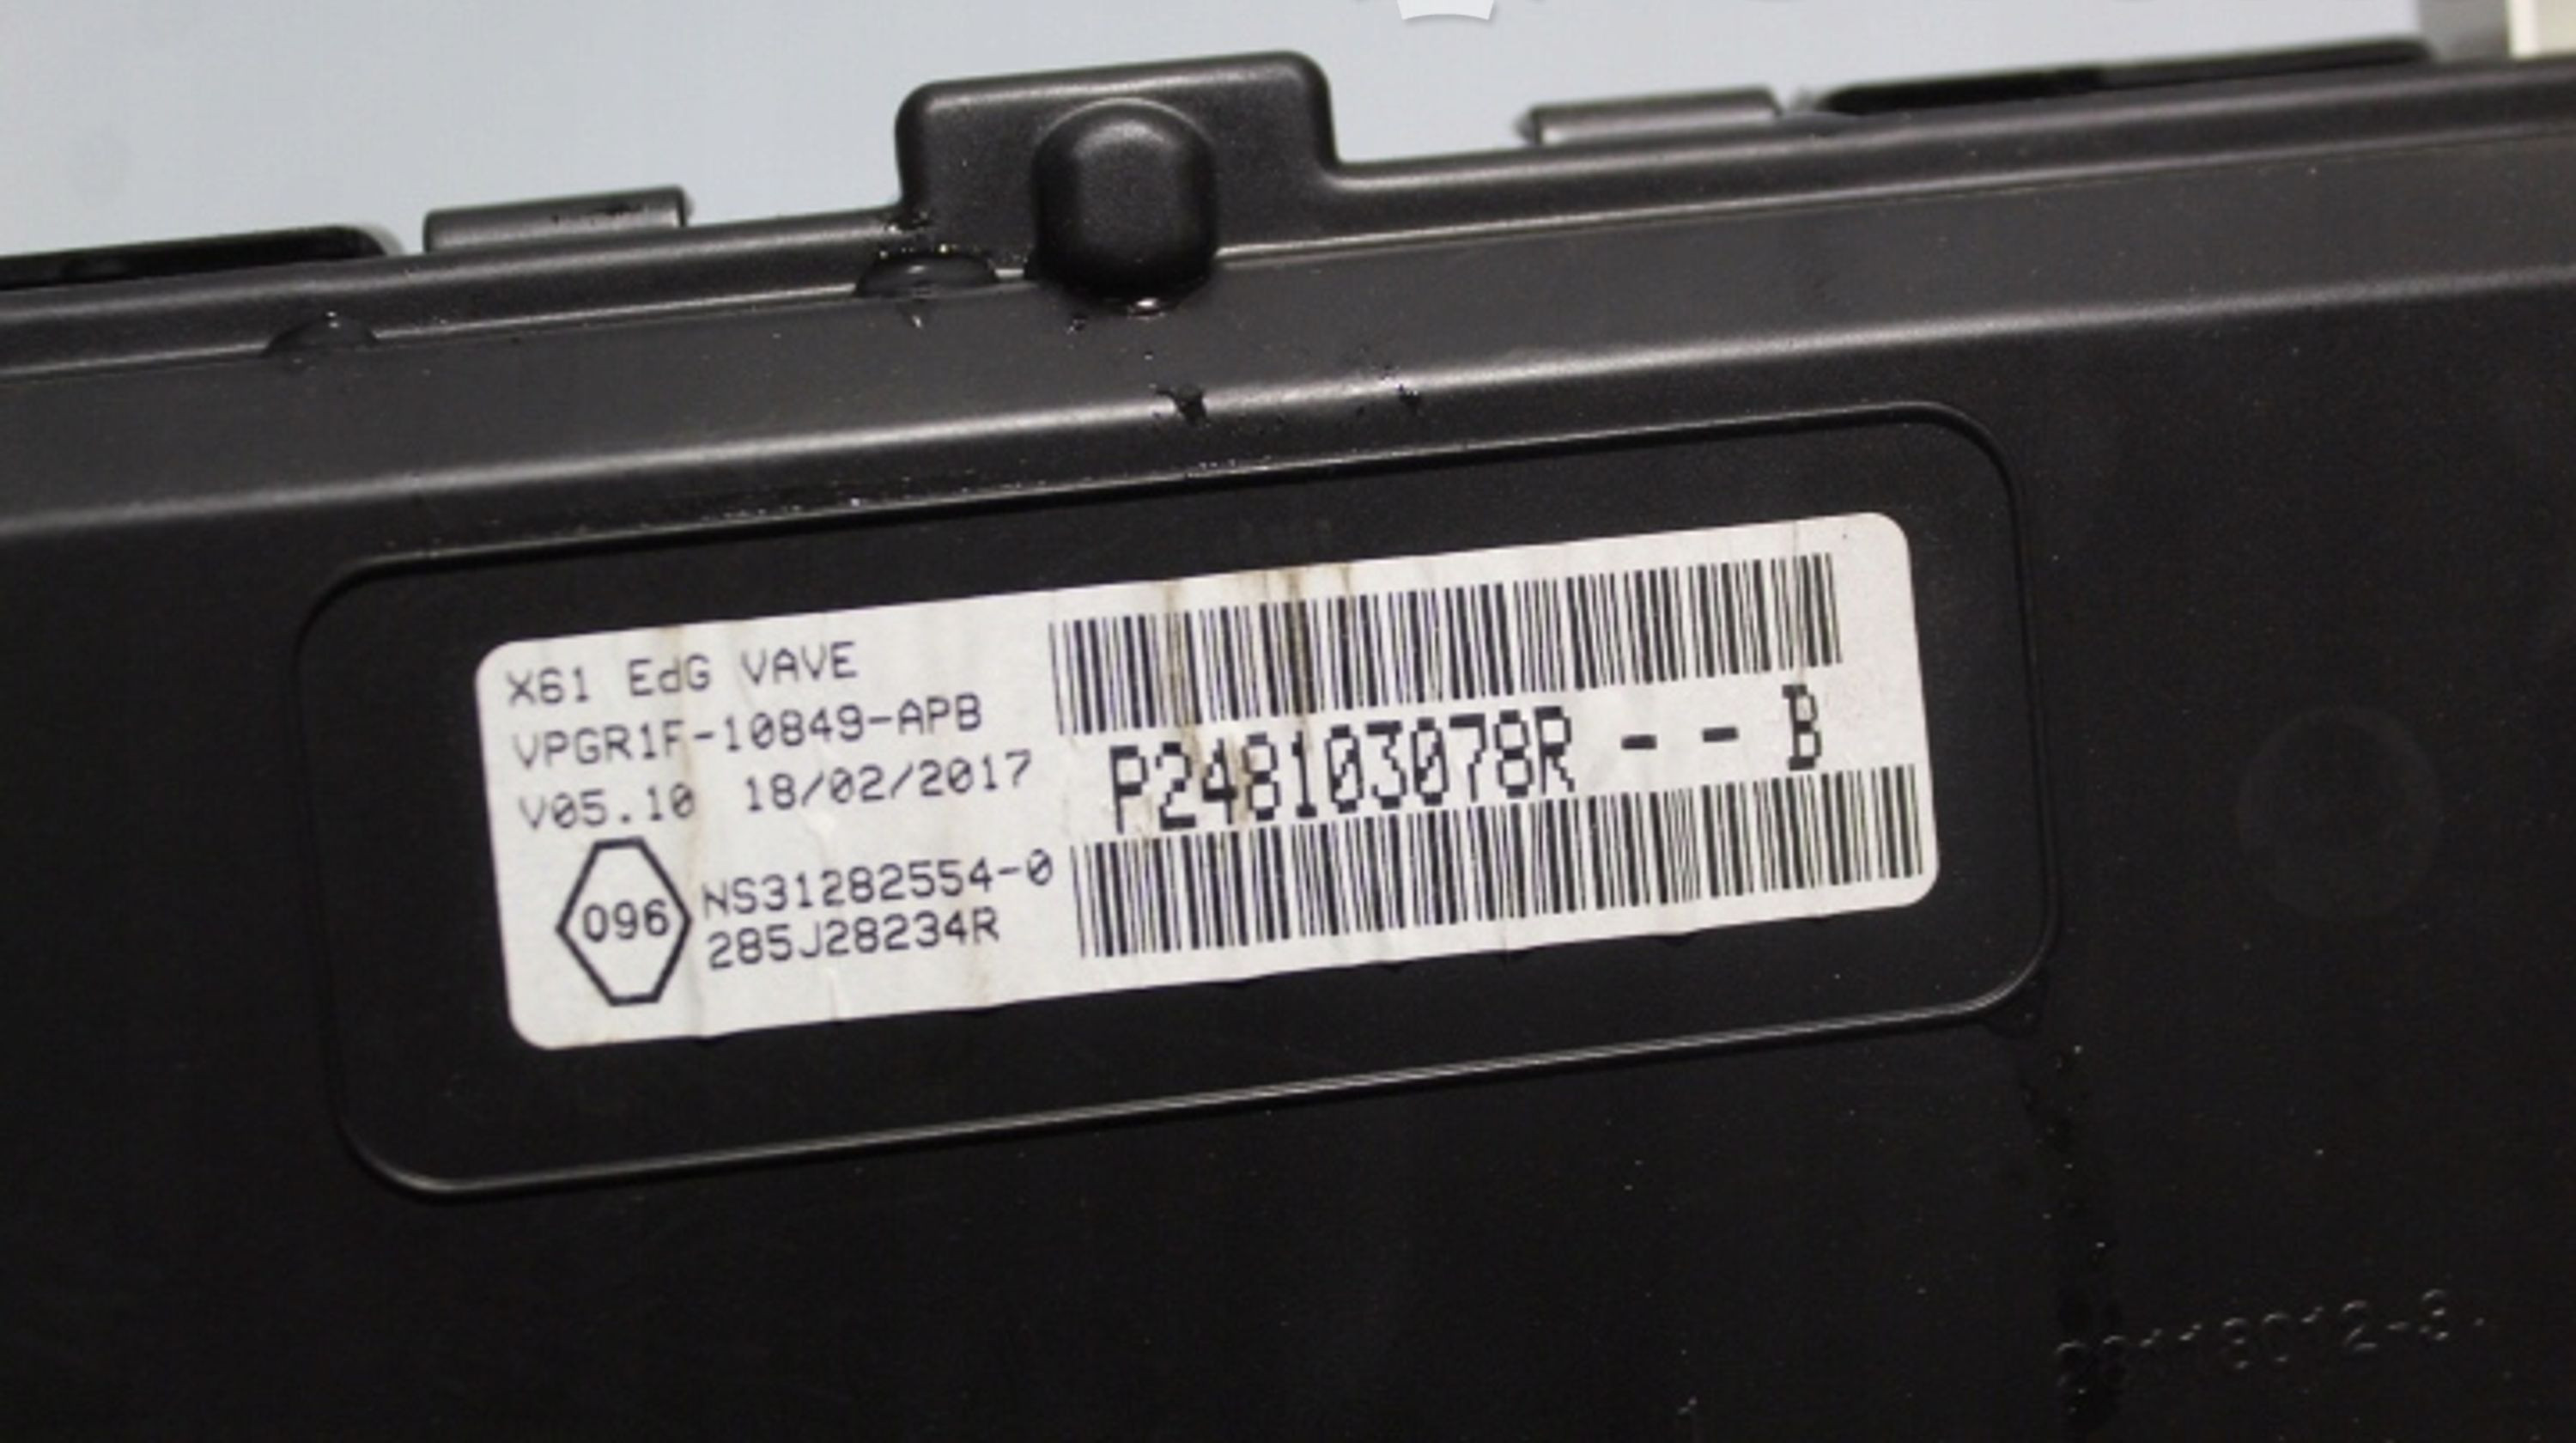 X61 EdG VAVE
VPGR1F-10849-APB
V05.10 18/02/2017
P248103078R - - B
096
NS31282554-0
285J28234R